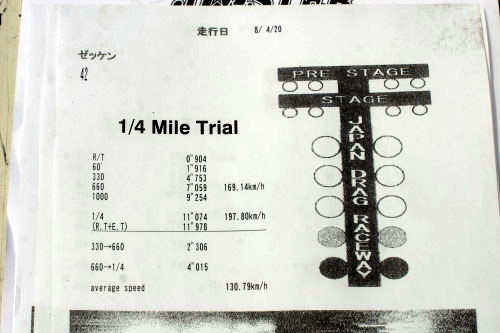 走行日 8/ 4/20
ゼッケン
42
PRE STAGE
STAGE
JAPAN DRAG RACEWAY
1/4 Mile Trial
R/T 0"904
60' 1"916
330 4"753
660 7"059 169.14km/h
1000 9"254
1/4 11"074 197.80km/h
(R.T+E.T) 11"978
330→660 2"306
660→1/4 4"015
average speed 130.79km/h